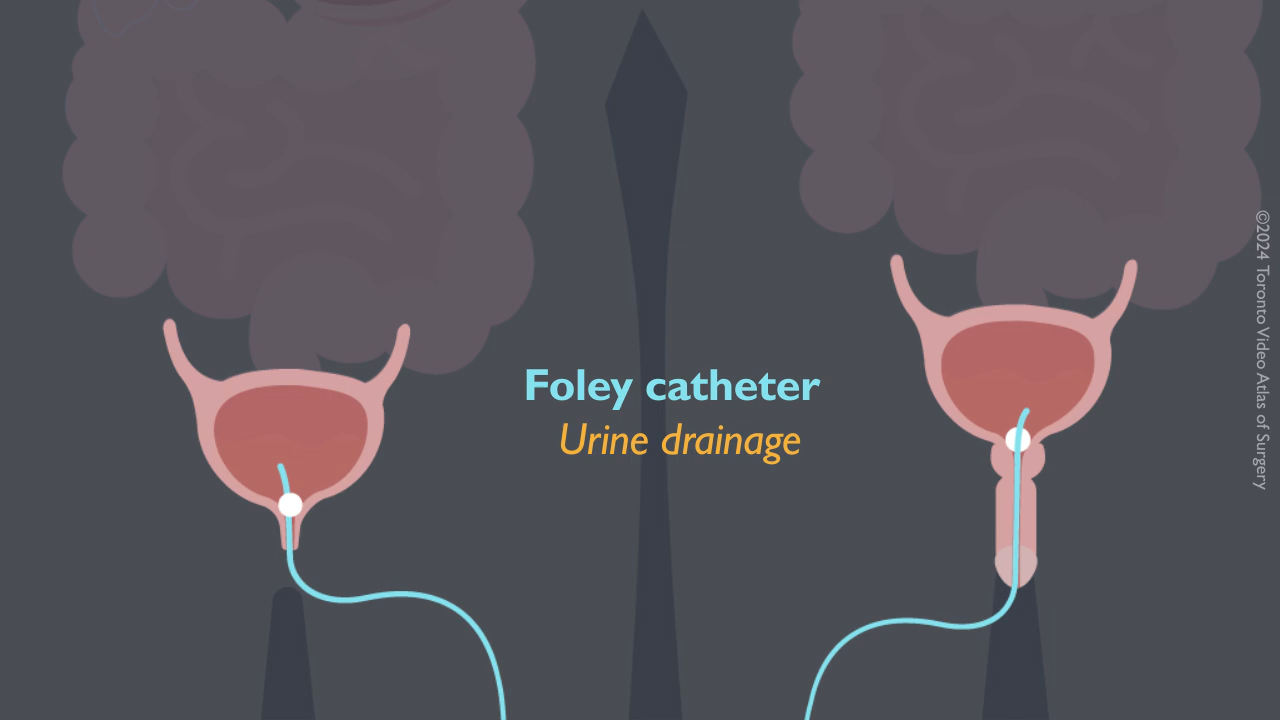 Foley catheter
Urine drainage
©2024 Toronto Video Atlas of Surgery